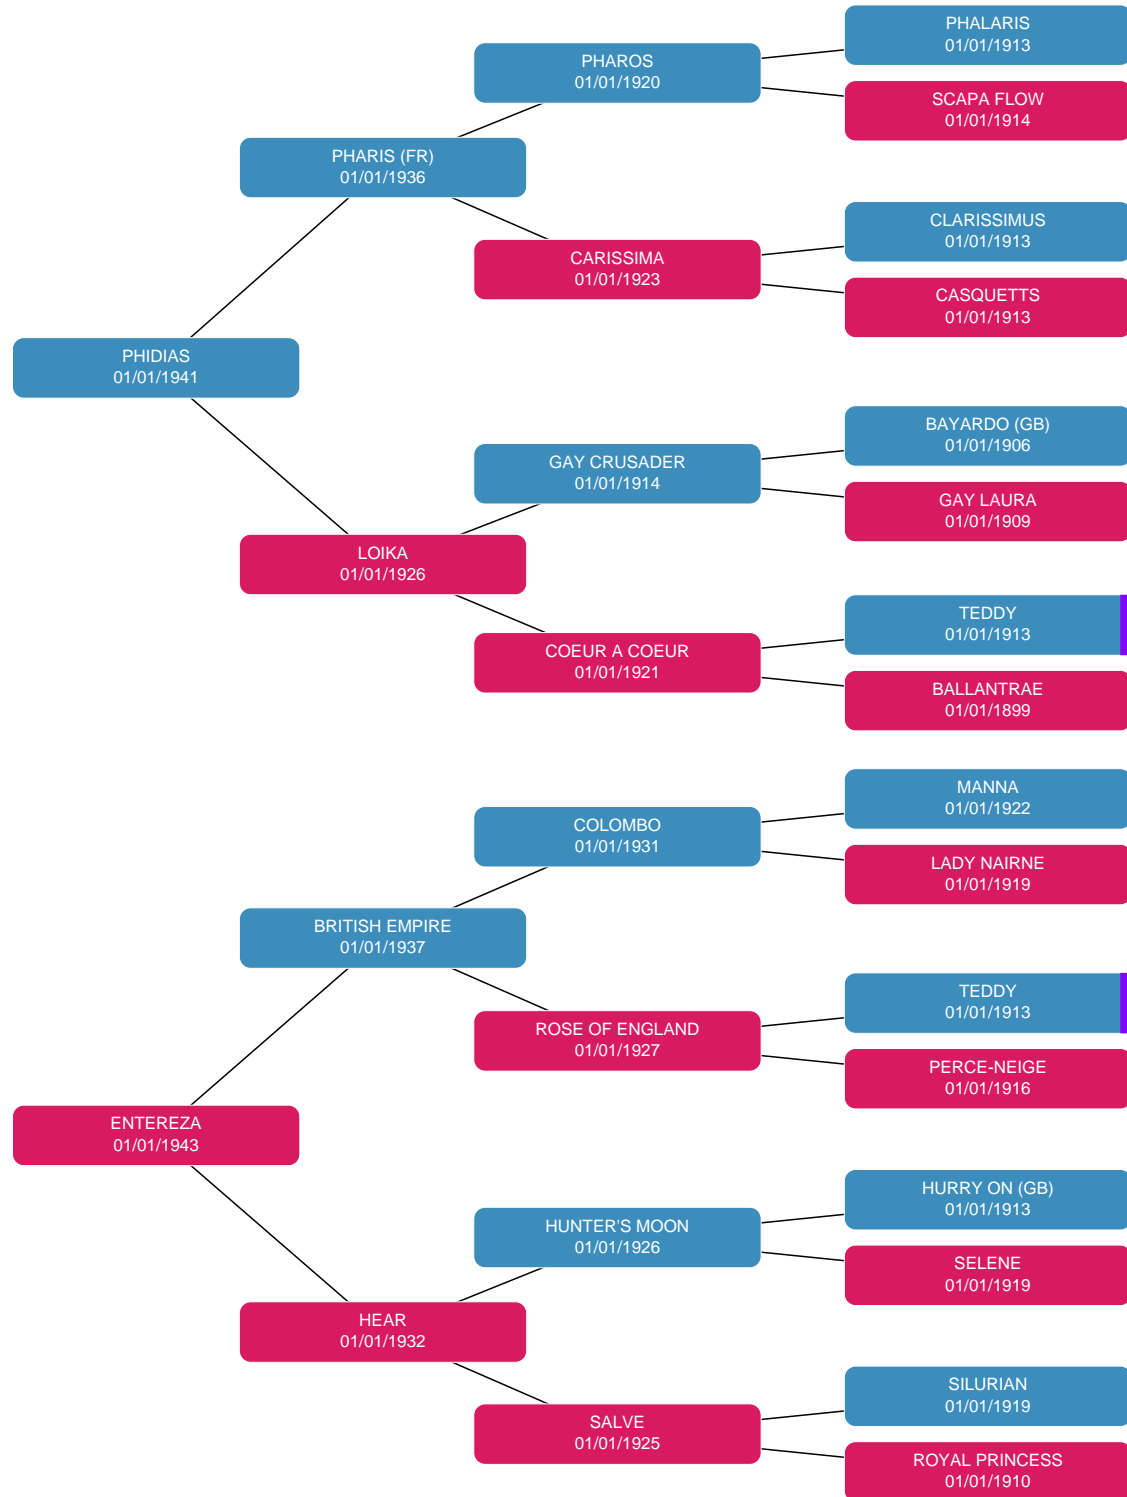 PHALARIS
01/01/1913
PHAROS
01/01/1920
SCAPA FLOW
01/01/1914
PHARIS (FR)
01/01/1936
CLARISSIMUS
01/01/1913
CARISSIMA
01/01/1923
CASQUETTS
01/01/1913
PHIDIAS
01/01/1941
BAYARDO (GB)
01/01/1906
GAY CRUSADER
01/01/1914
GAY LAURA
01/01/1909
LOIKA
01/01/1926
TEDDY
01/01/1913
COEUR A COEUR
01/01/1921
BALLANTRAE
01/01/1899
MANNA
01/01/1922
COLOMBO
01/01/1931
LADY NAIRNE
01/01/1919
BRITISH EMPIRE
01/01/1937
TEDDY
01/01/1913
ROSE OF ENGLAND
01/01/1927
PERCE-NEIGE
01/01/1916
ENTEREZA
01/01/1943
HURRY ON (GB)
01/01/1913
HUNTER'S MOON
01/01/1926
SELENE
01/01/1919
HEAR
01/01/1932
SILURIAN
01/01/1919
SALVE
01/01/1925
ROYAL PRINCESS
01/01/1910